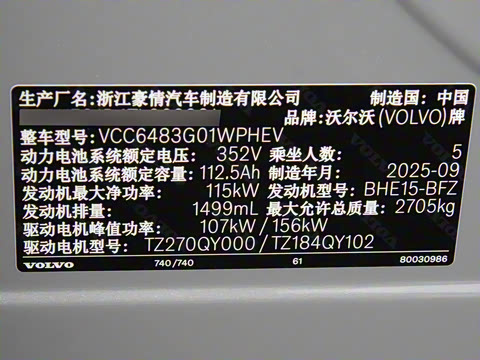 生产厂名:浙江豪情汽车制造有限公司 制造国:中国
品牌:沃尔沃(VOLVO)牌
整车型号:VCC6483G01WPHEV
动力电池系统额定电压: 352V 乘坐人数: 5
动力电池系统额定容量: 112.5Ah 制造年月: 2025-09
发动机最大净功率: 115kW 发动机型号: BHE15-BFZ
发动机排量: 1499mL 最大允许总质量: 2705kg
驱动电机峰值功率: 107kW / 156kW
驱动电机型号: TZ270QY000 / TZ184QY102
VOLVO 740/740 61 80030986